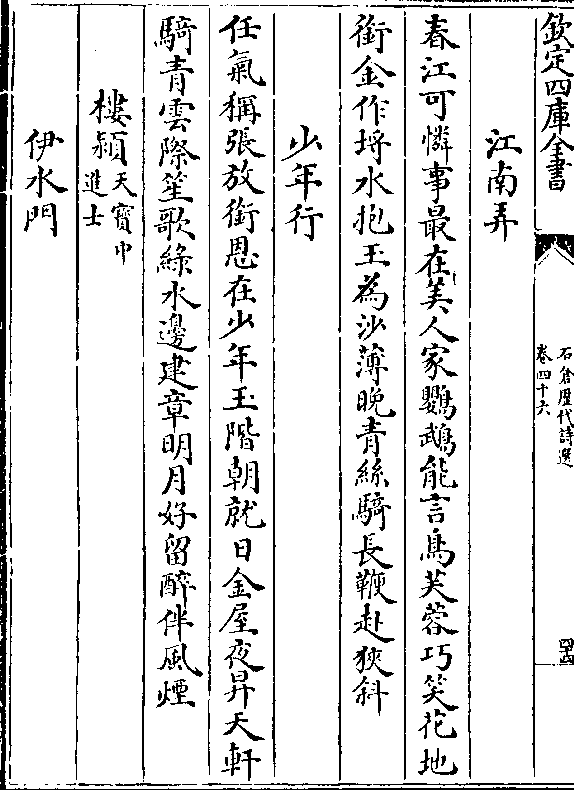 欽定四庫全書
石倉歷代詩選
卷四十六
四
江南弄
春江可憐事最在美人家鸚鵡能言鳥芙蓉巧笑花地
銜金作埒水抱玉為沙薄晚青絲騎長鞭赴狹斜
少年行
任氣稱張放銜恩在少年玉階朝就日金屋夜昇天軒
騎青雲際笙歌綠水邊建章明月好留醉伴風煙
樓潁天寶中
進士
伊水門